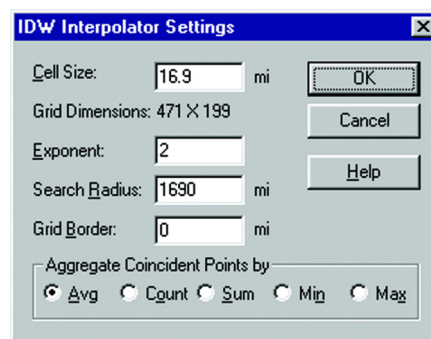 IDW Interpolator Settings
Cell Size: 16.9 mi
OK
Grid Dimensions: 471 X 199
Cancel
Exponent: 2
Help
Search Radius: 1690 mi
Grid Border: 0 mi
Aggregate Coincident Points by
Avg Count Sum Min Max